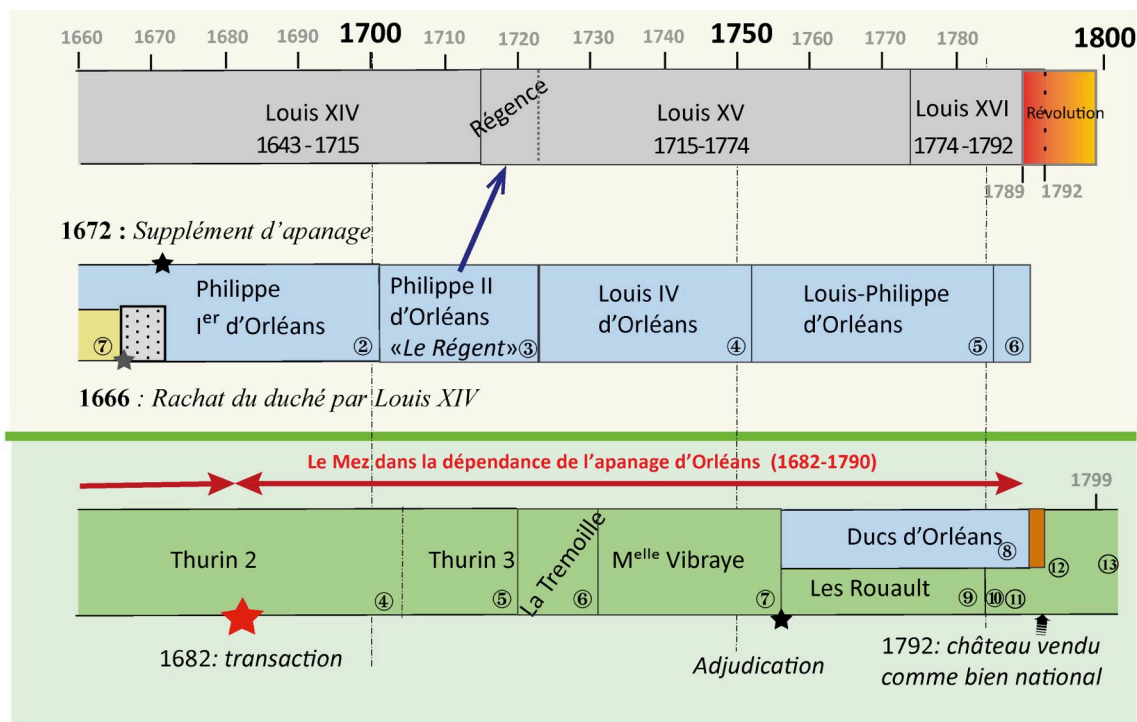 1660 1670 1680 1690 1700 1710 1720 1730 1740 1750 1760 1770 1780 1800
Louis XIV
1643 - 1715
Régence
Louis XV
1715-1774
Louis XVI
1774 -1792
Révolution
1789 1792
1672 : Supplément d’apanage
Philippe
Ier d’Orléans
②
Philippe II
d’Orléans
«Le Régent» ③
Louis IV
d’Orléans
④
Louis-Philippe
d’Orléans
⑤
⑥
⑦
1666 : Rachat du duché par Louis XIV
Le Mez dans la dépendance de l’apanage d’Orléans (1682-1790)
1799
Thurin 2
④
Thurin 3
⑤
La Tremoille
⑥
Melle Vibraye
⑦
Ducs d’Orléans
⑧
Les Rouault
⑨
⑩ ⑪
⑫
⑬
1682: transaction
Adjudication
1792: château vendu
comme bien national